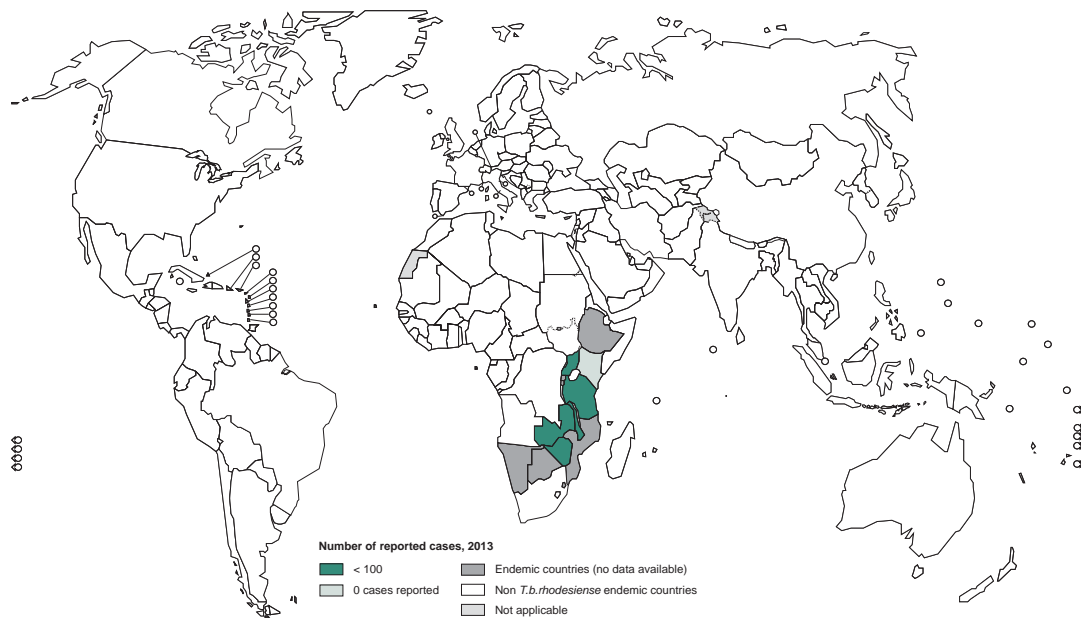 Number of reported cases, 2013
< 100
0 cases reported
Endemic countries (no data available)
Non T.b.rhodesiense endemic countries
Not applicable